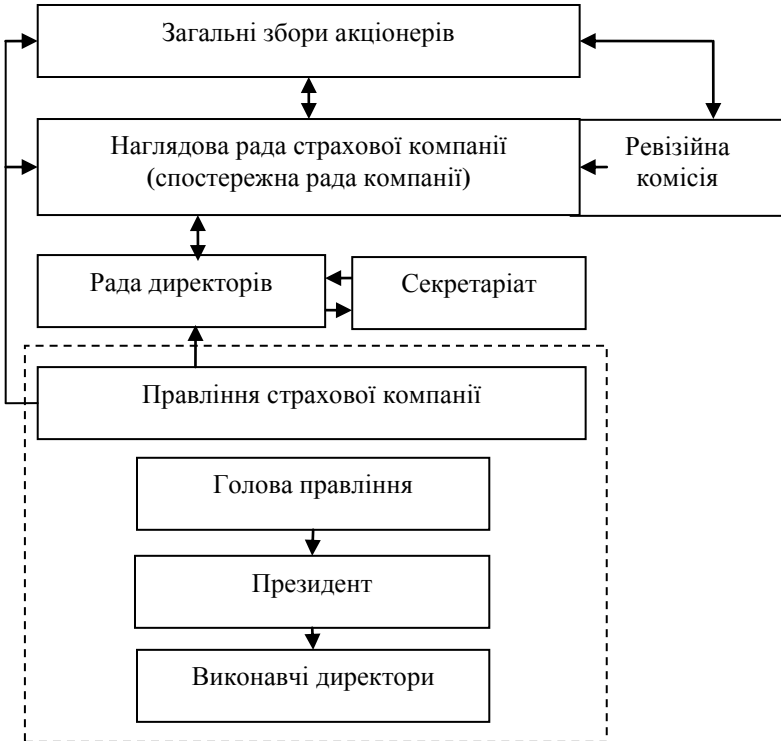 Загальні збори акціонерів
Наглядова рада страхової компанії
(спостережна рада компанії)
Ревізійна
комісія
Рада директорів
Секретаріат
Правління страхової компанії
Голова правління
Президент
Виконавчі директори